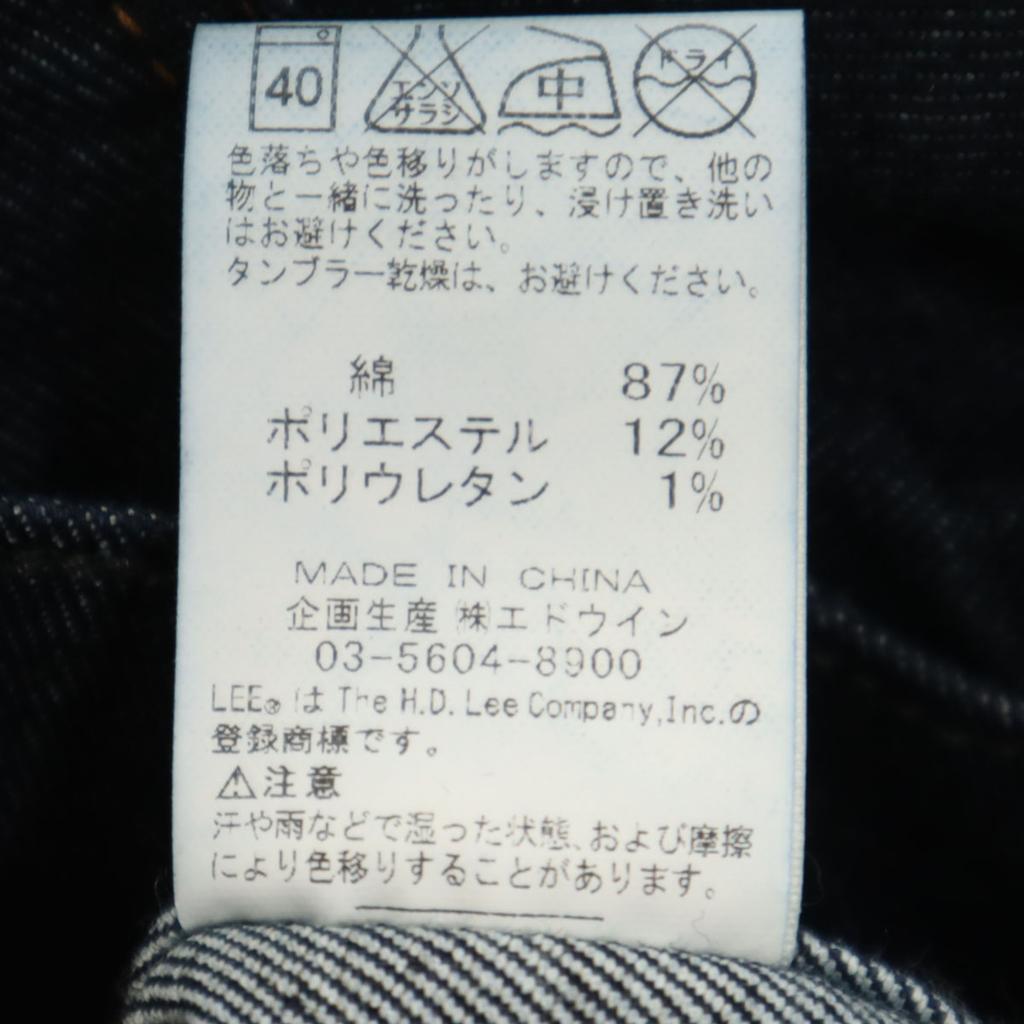 40 エンソ 中 ドライ
サラシ
色落ちや色移りがしますので、他の
物と一緒に洗ったり、浸け置き洗い
はお避けください。
タンブラー乾燥は、お避けください。
綿 87%
ポリエステル 12%
ポリウレタン 1%
MADE IN CHINA
企画生産 ㈱エドウイン
03-5604-8900
LEE®は The H.D. Lee Company,Inc.の
登録商標です。
⚠注意
汗や雨などで湿った状態、および摩擦
により色移りすることがあります。